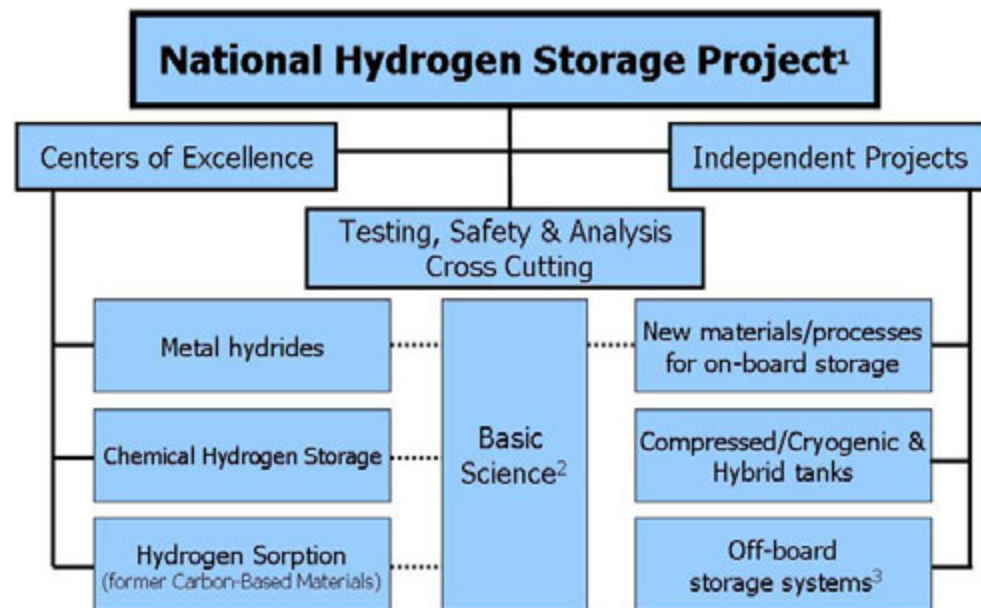 National Hydrogen Storage Project¹
Centers of Excellence
Independent Projects
Testing, Safety & Analysis
Cross Cutting
Metal hydrides
Basic
Science²
New materials/processes
for on-board storage
Chemical Hydrogen Storage
Compressed/Cryogenic &
Hybrid tanks
Hydrogen Sorption
(former Carbon-Based Materials)
Off-board
storage systems³